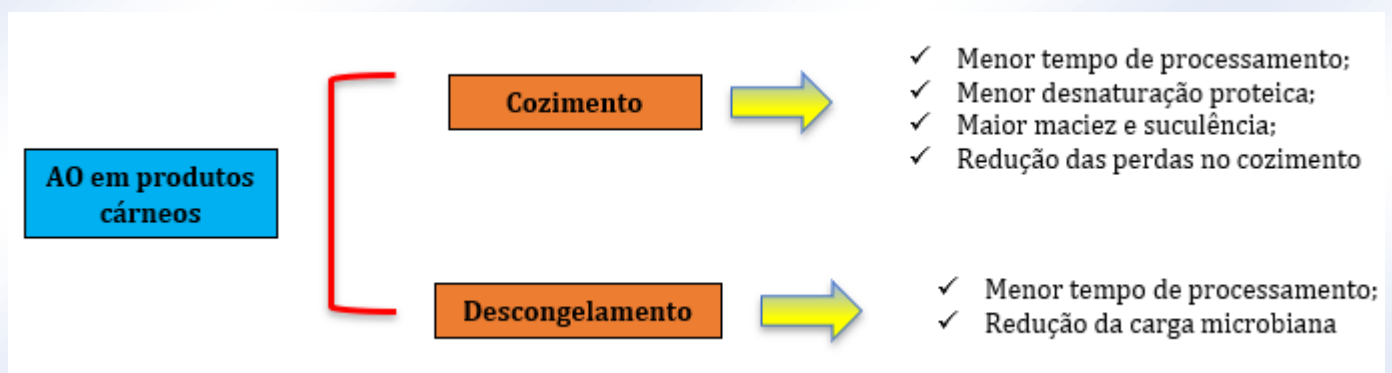 AO em produtos
cárneos
Cozimento
✓ Menor tempo de processamento;
✓ Menor desnaturação proteica;
✓ Maior maciez e suculência;
✓ Redução das perdas no cozimento
Descongelamento
✓ Menor tempo de processamento;
✓ Redução da carga microbiana